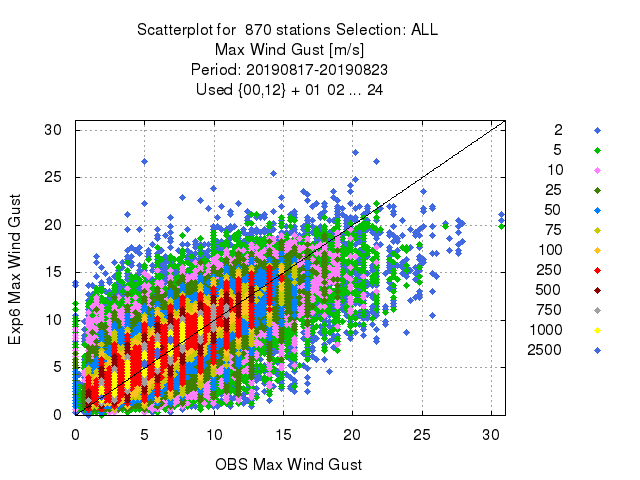 Scatterplot for 870 stations Selection: ALL
Max Wind Gust [m/s]
Period: 20190817-20190823
Used {00,12} + 01 02 ... 24
30
25
20
15
10
5
0
Exp6 Max Wind Gust
0 5 10 15 20 25 30
OBS Max Wind Gust
2
5
10
25
50
75
100
250
500
750
1000
2500